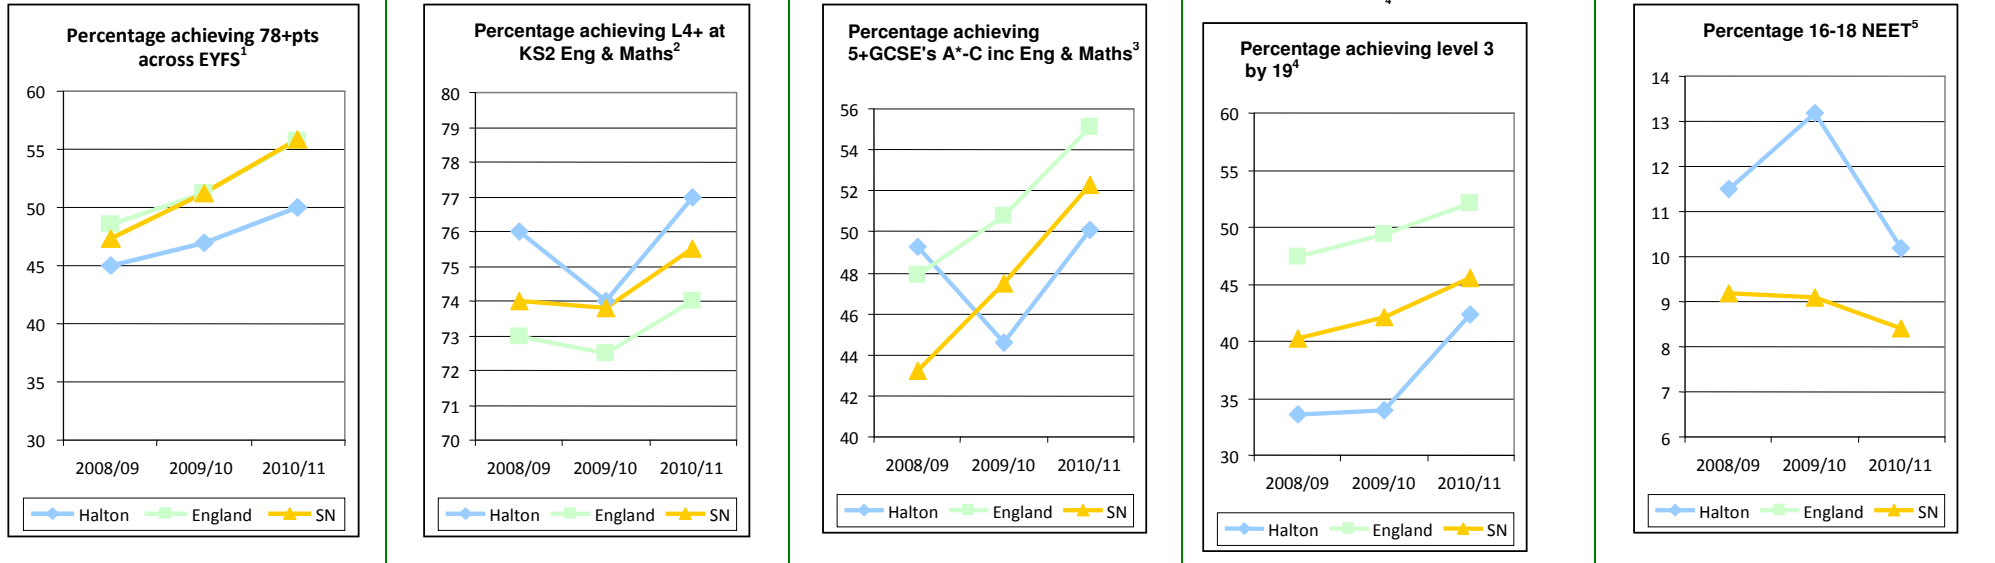 Percentage achieving 78+pts
across EYFS1
60
55
50
45
40
35
30
2008/09 2009/10 2010/11
Halton England SN
Percentage achieving L4+ at
KS2 Eng & Maths2
80
79
78
77
76
75
74
73
72
71
70
2008/09 2009/10 2010/11
Halton England SN
Percentage achieving
5+GCSE's A*-C inc Eng & Maths3
56
54
52
50
48
46
44
42
40
2008/09 2009/10 2010/11
Halton England SN
4
Percentage achieving level 3
by 194
60
55
50
45
40
35
30
2008/09 2009/10 2010/11
Halton England SN
Percentage 16-18 NEET5
14
13
12
11
10
9
8
7
6
2008/09 2009/10 2010/11
Halton England SN